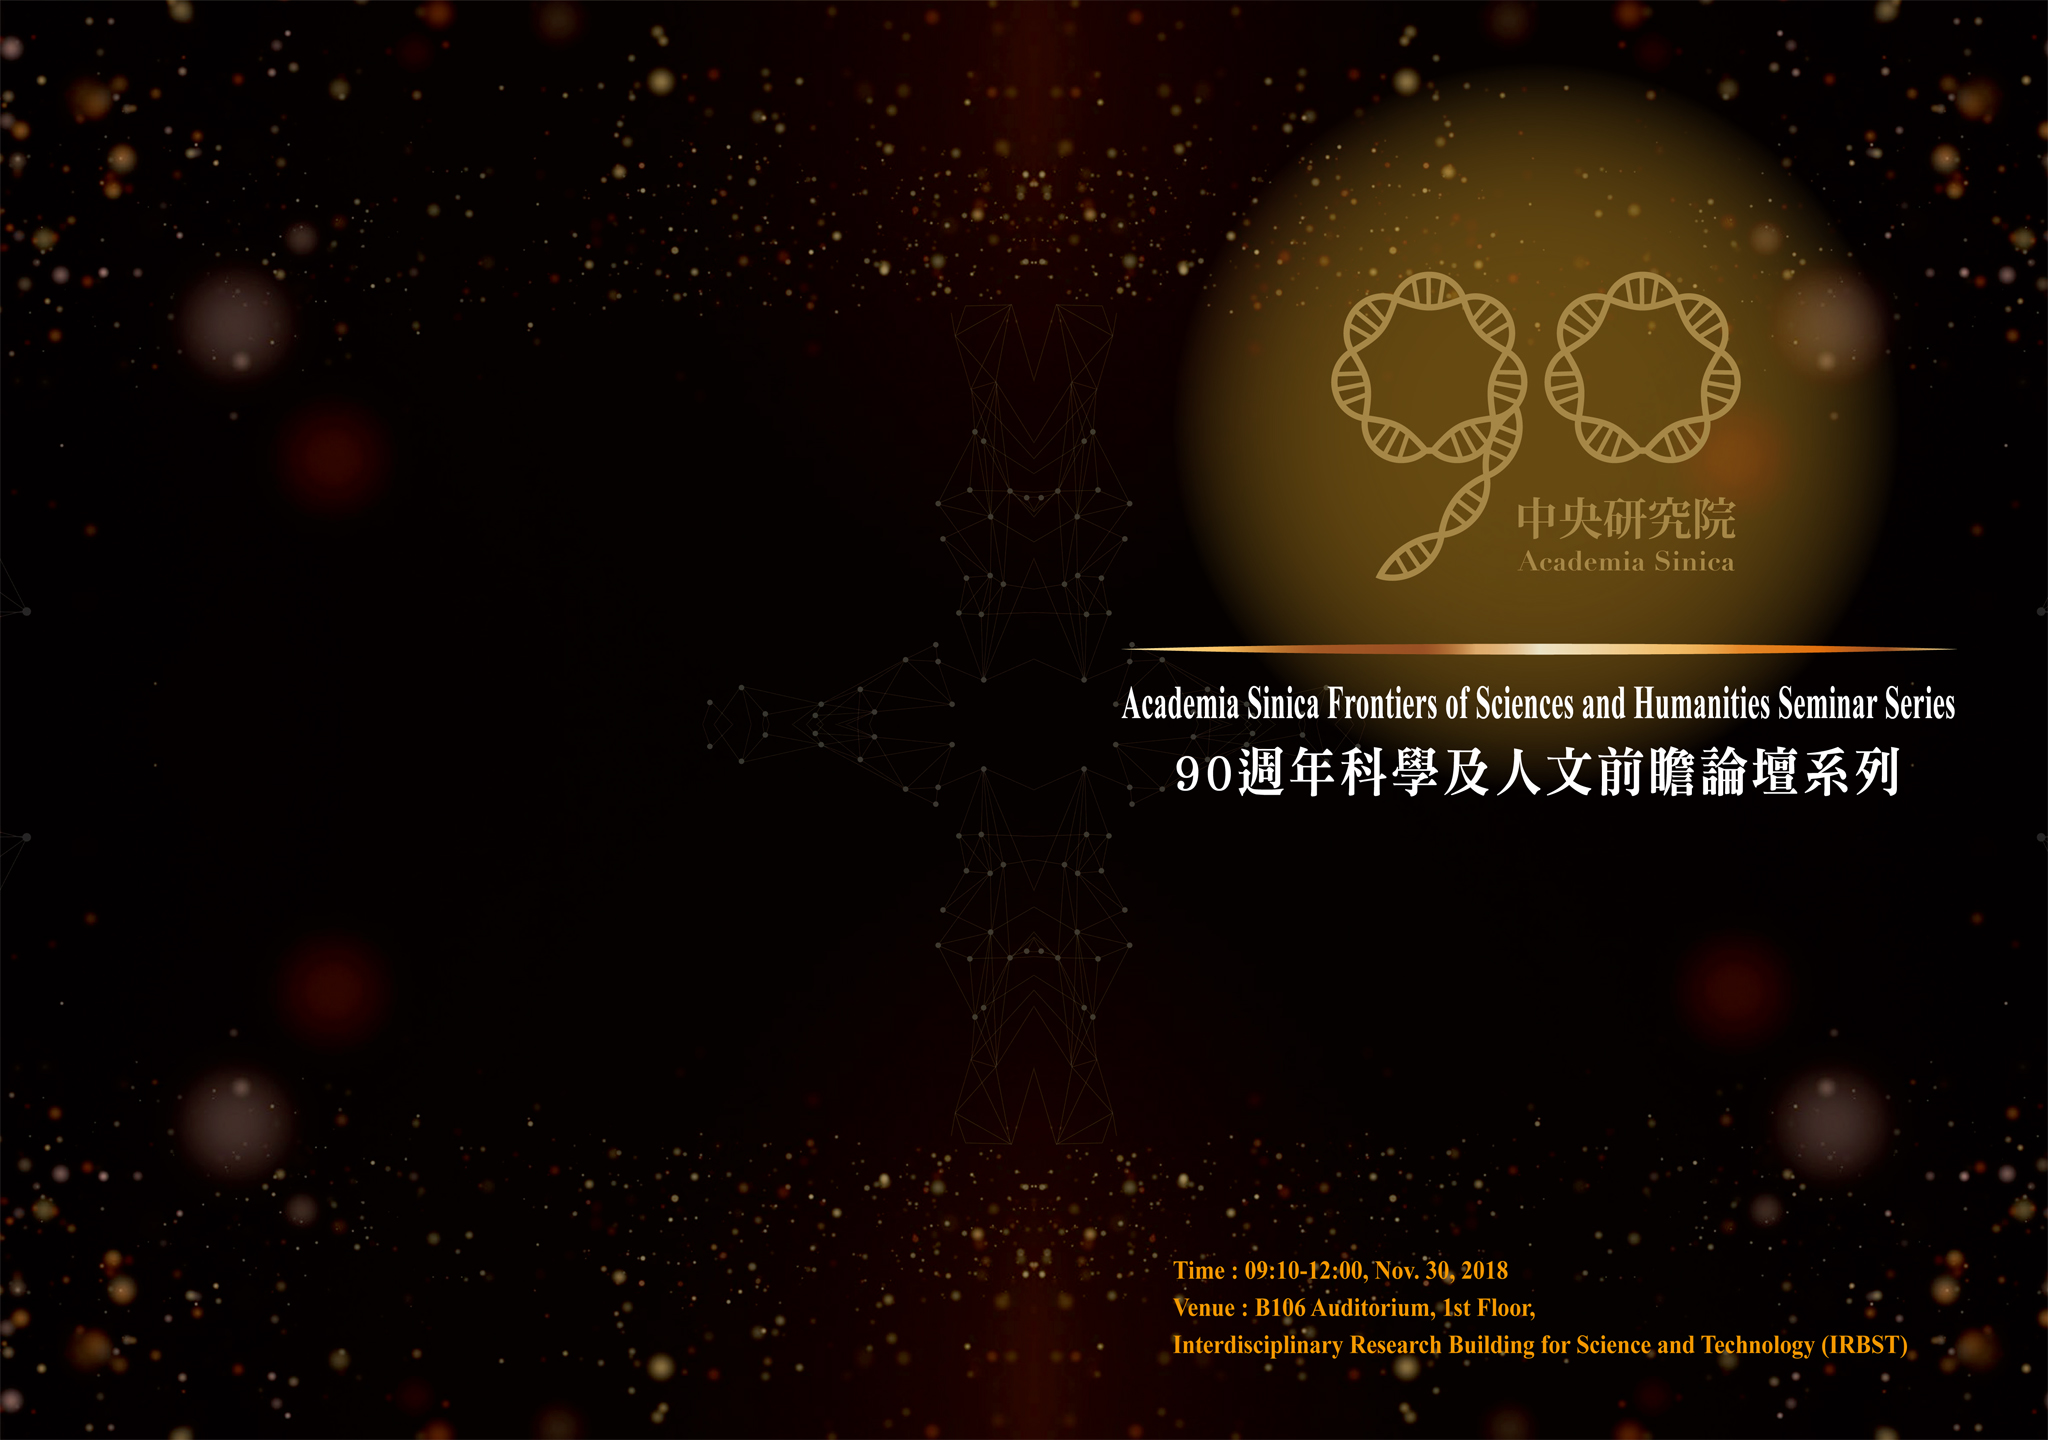 90
中央研究院
Academia Sinica
Academia Sinica Frontiers of Sciences and Humanities Seminar Series
90週年科學及人文前瞻論壇系列
Time : 09:10-12:00, Nov. 30, 2018
Venue : B106 Auditorium, 1st Floor,
Interdisciplinary Research Building for Science and Technology (IRBST)